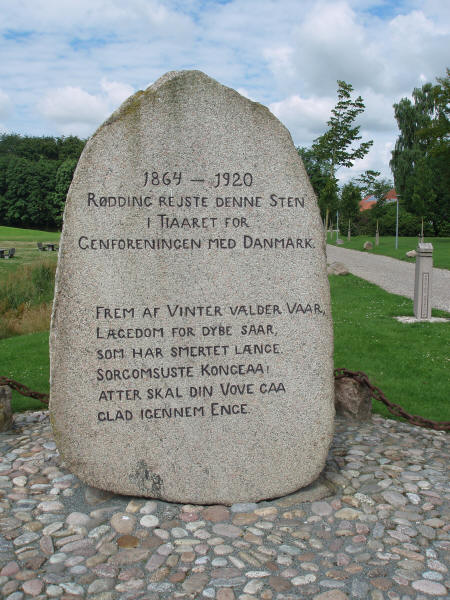 1864 — 1920
RØDDING REJSTE DENNE STEN
I TIAARET FOR
GENFORENINGEN MED DANMARK.
FREM AF VINTER VÆLDER VAAR,
LÆGEDOM FOR DYBE SAAR,
SOM HAR SMERTET LÆNGE.
SORGOMSUSTE KONGEAA!
ATTER SKAL DIN VOVE GAA
GLAD IGENNEM ENGE.